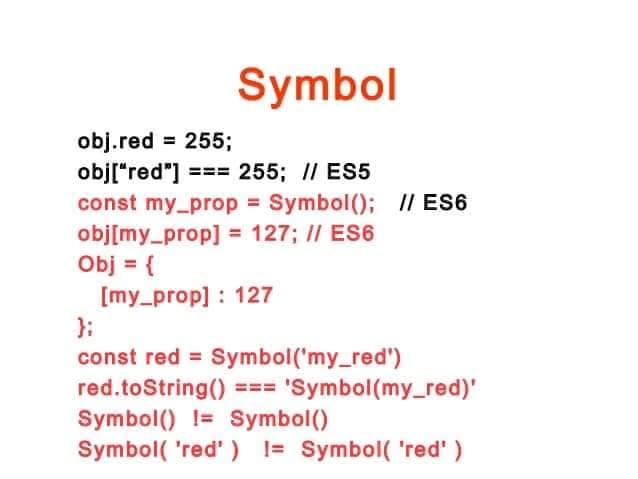 Symbol
obj.red = 255;
obj[“red”] === 255;  // ES5
const my_prop = Symbol();   // ES6
obj[my_prop] = 127; // ES6
Obj = {
   [my_prop] : 127
};
const red = Symbol('my_red')
red.toString() === 'Symbol(my_red)'
Symbol()  !=  Symbol()
Symbol( 'red' )   !=  Symbol( 'red' )